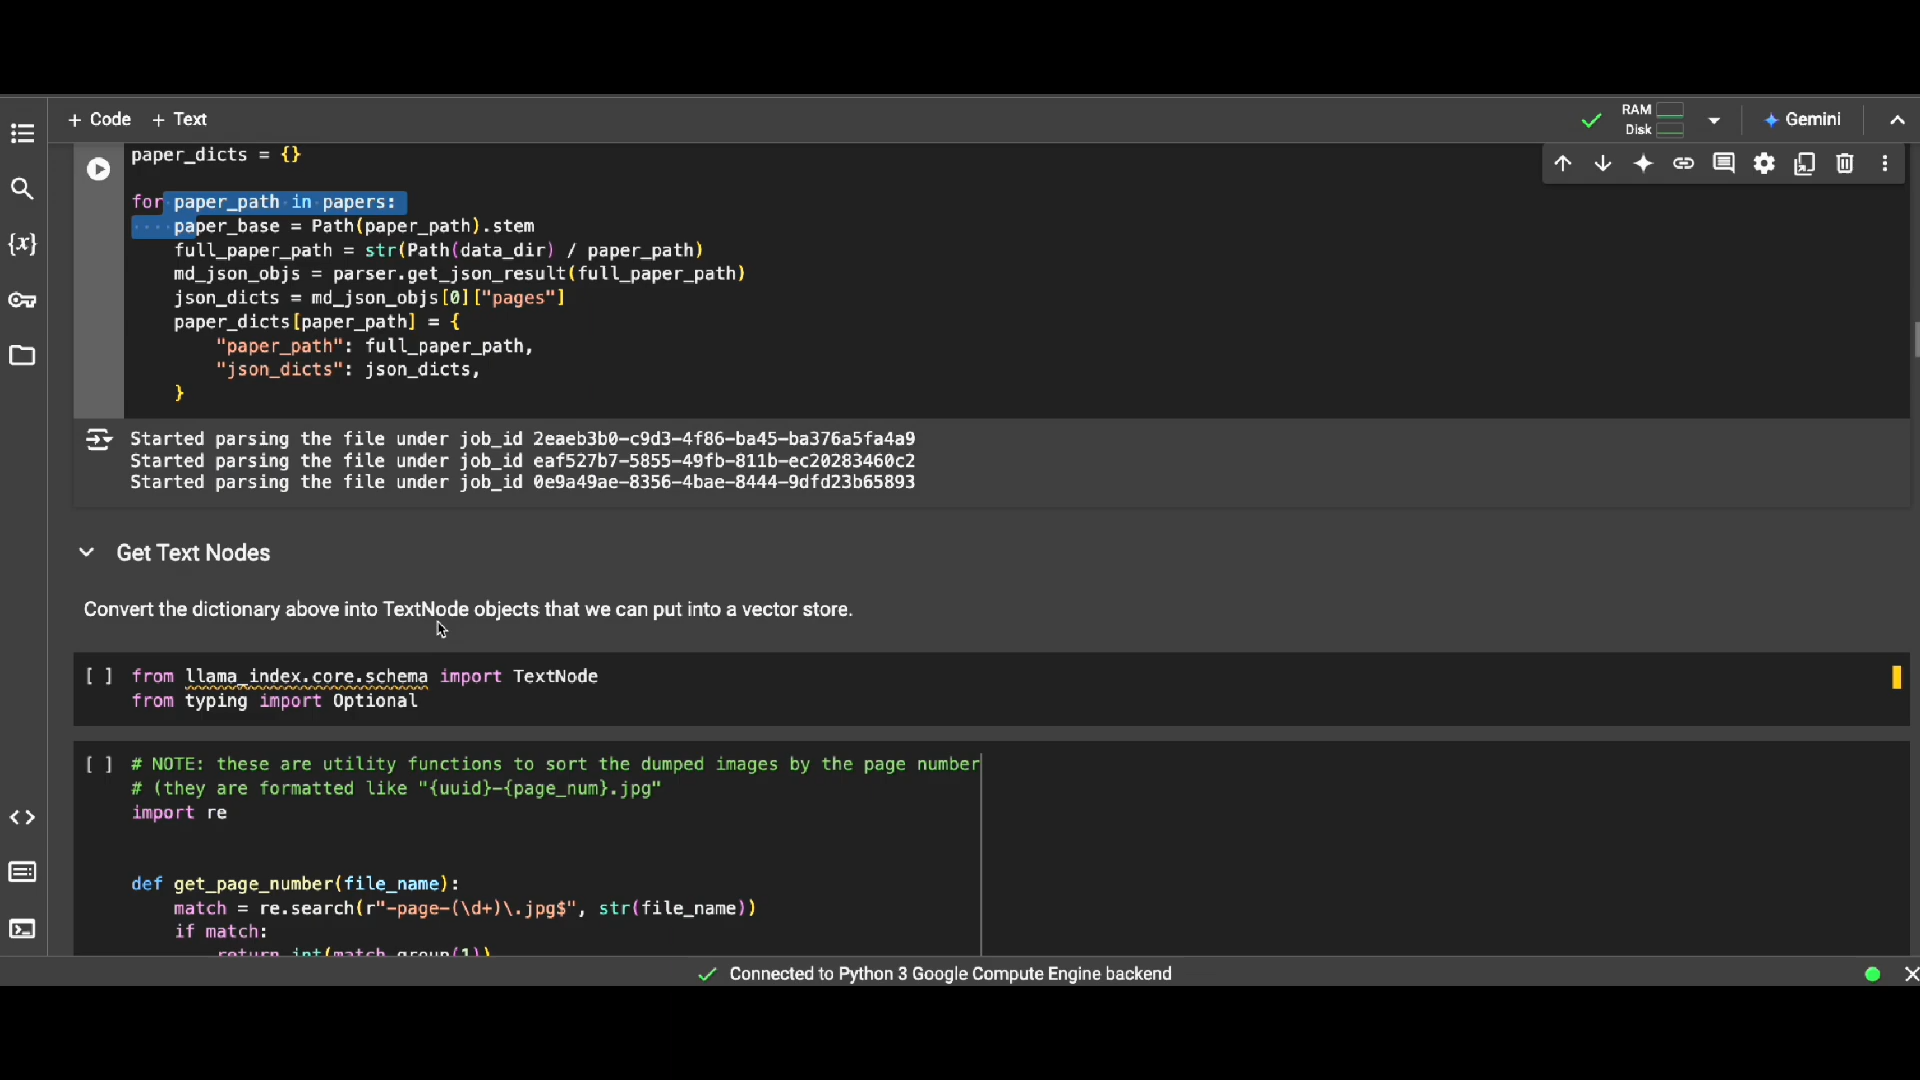 + Code + Text
RAM
Disk
Gemini
paper_dicts = {}
for paper_path in papers:
paper_base = Path(paper_path).stem
full_paper_path = str(Path(data_dir) / paper_path)
md_json_objs = parser.get_json_result(full_paper_path)
json_dicts = md_json_objs[0]["pages"]
paper_dicts[paper_path] = {
"paper_path": full_paper_path,
"json_dicts": json_dicts,
}
Started parsing the file under job_id 2eaeb3b0-c9d3-4f86-ba45-ba376a5fa4a9
Started parsing the file under job_id eaf527b7-5855-49fb-811b-ec20283460c2
Started parsing the file under job_id 0e9a49ae-8356-4bae-8444-9dfd23b65893
Get Text Nodes
Convert the dictionary above into TextNode objects that we can put into a vector store.
[ ] from llama_index.core.schema import TextNode
from typing import Optional
[ ] # NOTE: these are utility functions to sort the dumped images by the page number
# (they are formatted like "{uuid}-{page_num}.jpg"
import re
def get_page_number(file_name):
match = re.search(r"-page-(\d+)\.jpg$", str(file_name))
if match:
return int(match.group(1))
Connected to Python 3 Google Compute Engine backend